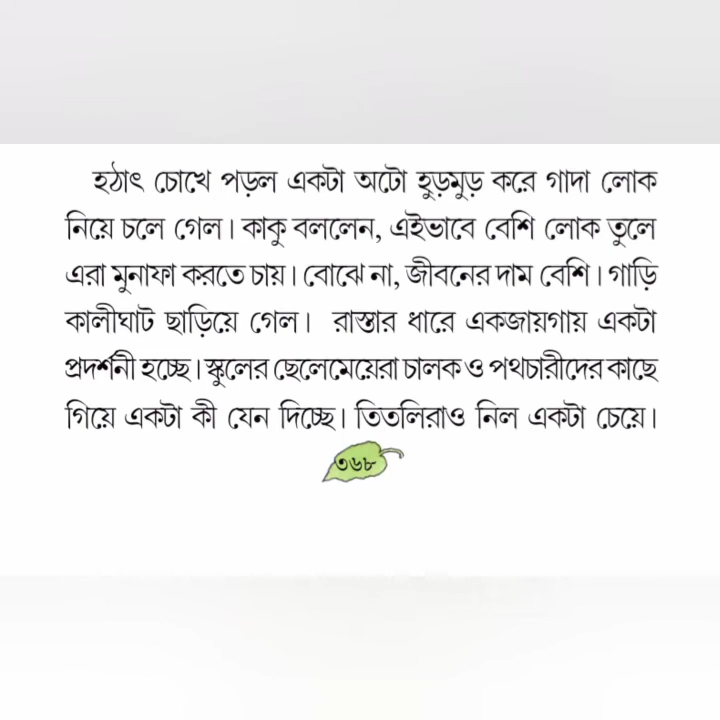 হঠাৎ চোখে পড়ল একটা অটো হুড়মুড় করে গাদা লোক
নিয়ে চলে গেল। কাকু বললেন, এইভাবে বেশি লোক তুলে
এরা মুনাফা করতে চায়। বোঝে না, জীবনের দাম বেশি। গাড়ি
কালীঘাট ছাড়িয়ে গেল। রাস্তার ধারে একজায়গায় একটা
প্রদর্শনী হচ্ছে। স্কুলের ছেলেমেয়েরা চালক ও পথচারীদের কাছে
গিয়ে একটা কী যেন দিচ্ছে। তিতলিরাও নিল একটা চেয়ে।
৩৬৮